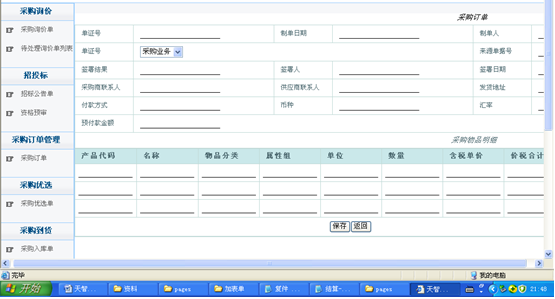 采购询价
采购询价单
待处理询价单列表
招投标
招标公告单
资格预审
采购订单管理
采购订单
采购优选
采购优选单
采购到货
采购入库单
采购订单
单证号 制单日期 制单人
单证号 采购业务 来源单据号
签署结果 签署人 签署日期
采购商联系人 供应商联系人 发货地址
付款方式 币种 汇率
预付款金额
采购物品明细
产品代码 名称 物品分类 属性组 单位 数量 含税单价 价税合计
保存 返回
完毕 我的电脑
开始 天智... 资料 pages 加表单 复件 ... 结算-... pages 天智... 21:48